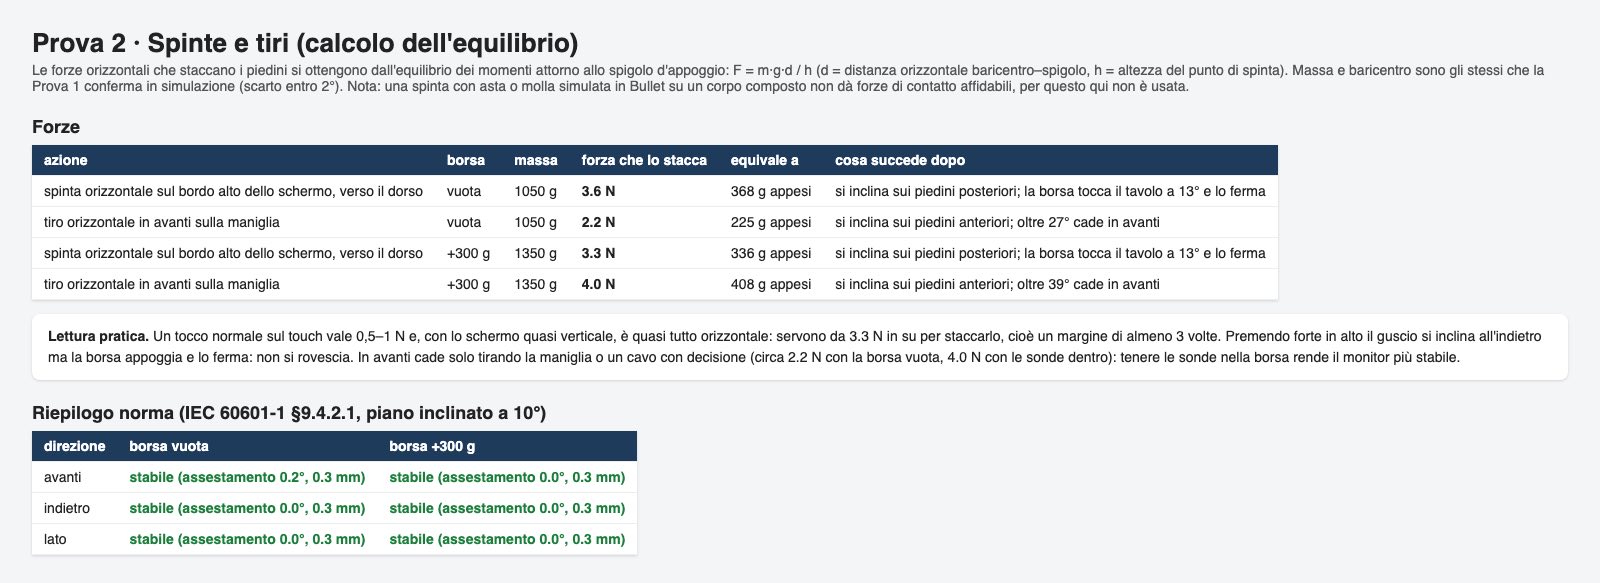 Prova 2 · Spinte e tiri (calcolo dell'equilibrio)
Le forze orizzontali che staccano i piedini si ottengono dall'equilibrio dei momenti attorno allo spigolo d'appoggio: F = m·g·d / h (d = distanza orizzontale baricentro–spigolo, h = altezza del punto di spinta). Massa e baricentro sono gli stessi che la
Prova 1 conferma in simulazione (scarto entro 2°). Nota: una spinta con asta o molla simulata in Bullet su un corpo composto non dà forze di contatto affidabili, per questo qui non è usata.
Forze
azione borsa massa forza che lo stacca equivale a cosa succede dopo
spinta orizzontale sul bordo alto dello schermo, verso il dorso vuota 1050 g 3.6 N 368 g appesi si inclina sui piedini posteriori; la borsa tocca il tavolo a 13° e lo ferma
tiro orizzontale in avanti sulla maniglia vuota 1050 g 2.2 N 225 g appesi si inclina sui piedini anteriori; oltre 27° cade in avanti
spinta orizzontale sul bordo alto dello schermo, verso il dorso +300 g 1350 g 3.3 N 336 g appesi si inclina sui piedini posteriori; la borsa tocca il tavolo a 13° e lo ferma
tiro orizzontale in avanti sulla maniglia +300 g 1350 g 4.0 N 408 g appesi si inclina sui piedini anteriori; oltre 39° cade in avanti
Lettura pratica. Un tocco normale sul touch vale 0,5–1 N e, con lo schermo quasi verticale, è quasi tutto orizzontale: servono da 3.3 N in su per staccarlo, cioè un margine di almeno 3 volte. Premendo forte in alto il guscio si inclina all'indietro
ma la borsa appoggia e lo ferma: non si rovescia. In avanti cade solo tirando la maniglia o un cavo con decisione (circa 2.2 N con la borsa vuota, 4.0 N con le sonde dentro): tenere le sonde nella borsa rende il monitor più stabile.
Riepilogo norma (IEC 60601-1 §9.4.2.1, piano inclinato a 10°)
direzione borsa vuota borsa +300 g
avanti stabile (assestamento 0.2°, 0.3 mm) stabile (assestamento 0.0°, 0.3 mm)
indietro stabile (assestamento 0.0°, 0.3 mm) stabile (assestamento 0.0°, 0.3 mm)
lato stabile (assestamento 0.0°, 0.3 mm) stabile (assestamento 0.0°, 0.3 mm)